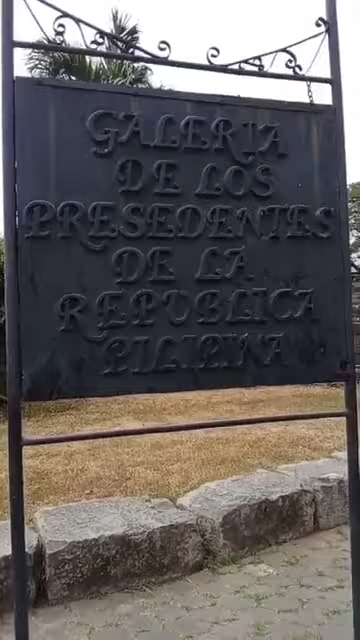 GALERIA
DE LOS
PRESEDENTES
DE LA
REPUBLICA
PILIPINA